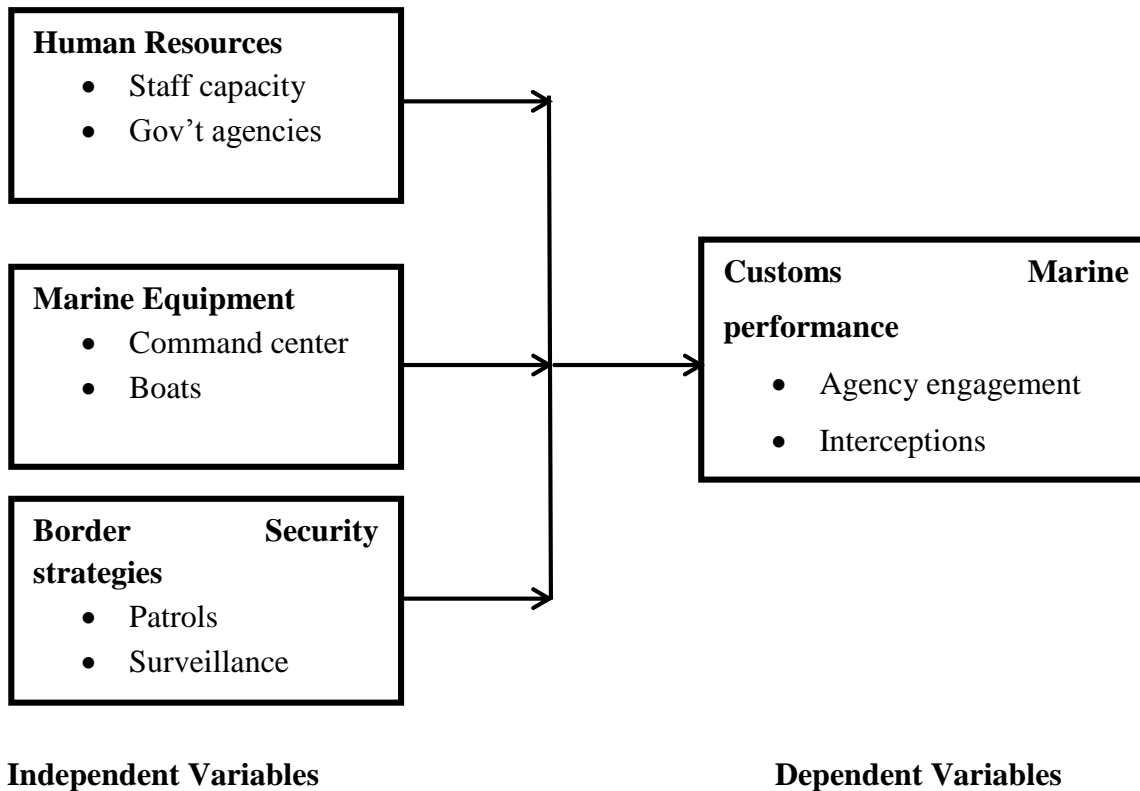 Human Resources
• Staff capacity
• Gov’t agencies
Marine Equipment
• Command center
• Boats
Border Security
strategies
• Patrols
• Surveillance
Customs Marine
performance
• Agency engagement
• Interceptions
Independent Variables
Dependent Variables